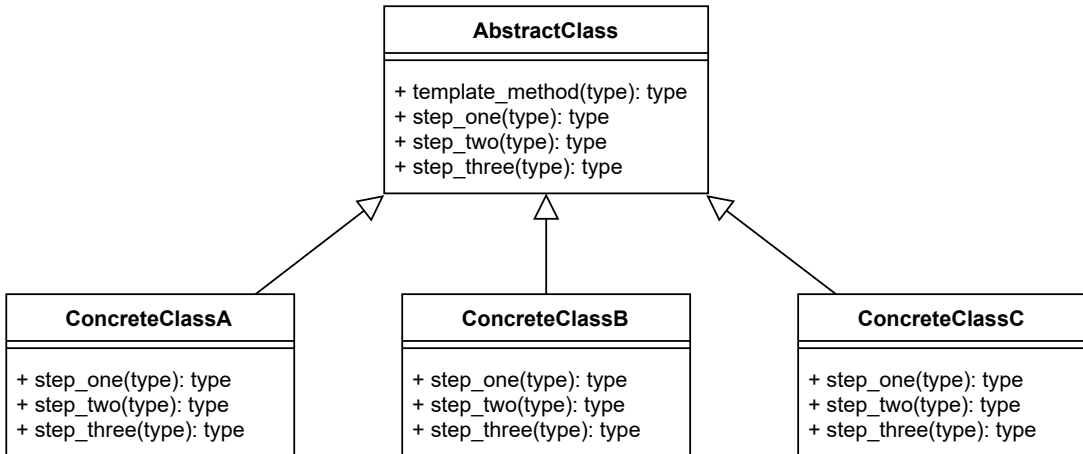 AbstractClass
+ template_method(type): type
+ step_one(type): type
+ step_two(type): type
+ step_three(type): type
ConcreteClassA
+ step_one(type): type
+ step_two(type): type
+ step_three(type): type
ConcreteClassB
+ step_one(type): type
+ step_two(type): type
+ step_three(type): type
ConcreteClassC
+ step_one(type): type
+ step_two(type): type
+ step_three(type): type